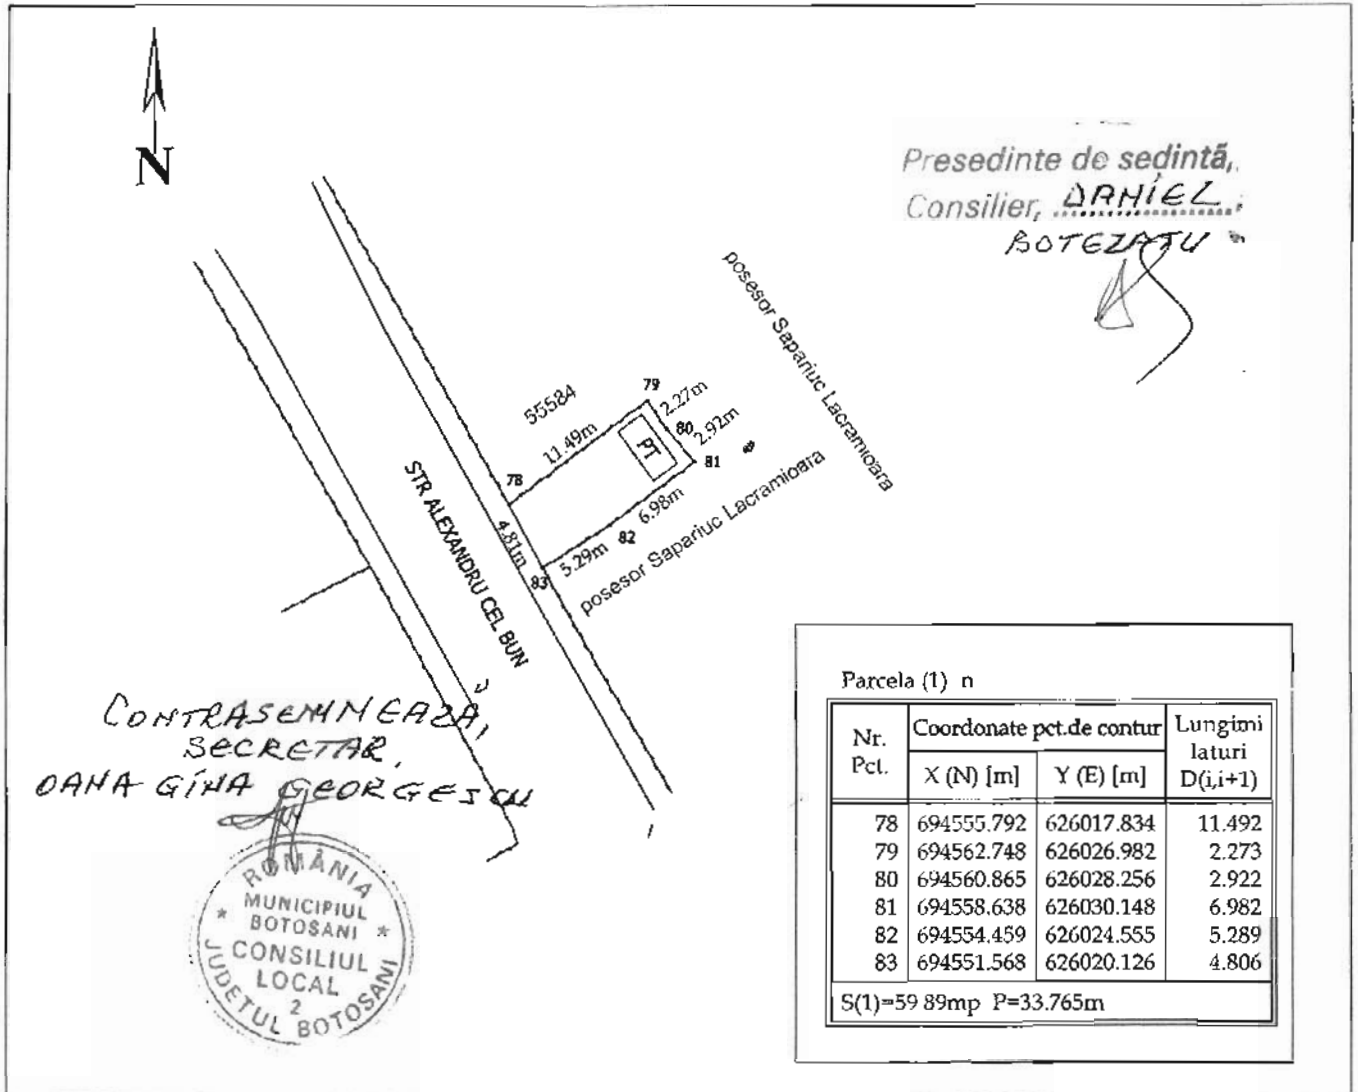 N
Presedinte de sedintă,
Consilier, DANIEL
BOTEZATU
posesor Sapariuc Lacramioara
55584
79
2.27m
11.49m
80
2.92m
PT
81
78
6.98m
STR ALEXANDRU CEL BUN
4.81m
82
5.29m
83
posesor Sapariuc Lacramioara
CONTRASEMNEAZA,
SECRETAR,
OANA GINA GEORGESCU
ROMÂNIA
MUNICIPIUL
BOTOSANI
CONSILIUL
LOCAL
2
JUDETUL BOTOSANI
Parcela (1) n
Nr. Pct. Coordonate pct.de contur Lungimi laturi D(i,i+1)
X (N) [m] Y (E) [m]
78 694555.792 626017.834 11.492
79 694562.748 626026.982 2.273
80 694560.865 626028.256 2.922
81 694558.638 626030.148 6.982
82 694554.459 626024.555 5.289
83 694551.568 626020.126 4.806
S(1)=59 89mp P=33.765m